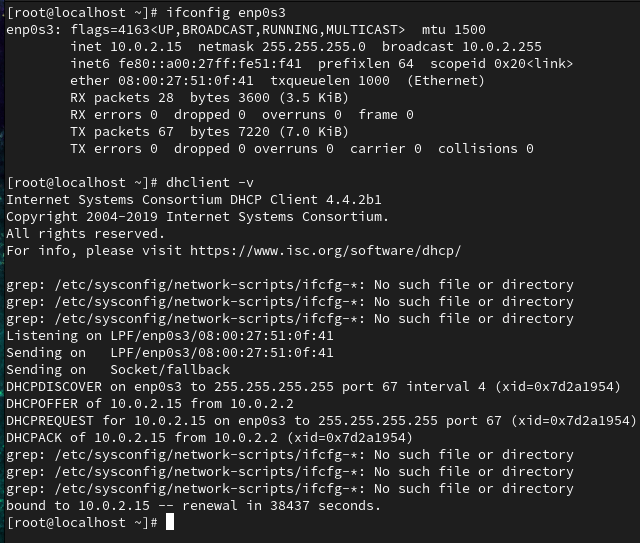 [root@localhost ~]# ifconfig enp0s3
enp0s3: flags=4163<UP,BROADCAST,RUNNING,MULTICAST>  mtu 1500
        inet 10.0.2.15  netmask 255.255.255.0  broadcast 10.0.2.255
        inet6 fe80::a00:27ff:fe51:f41  prefixlen 64  scopeid 0x20<link>
        ether 08:00:27:51:0f:41  txqueuelen 1000  (Ethernet)
        RX packets 28  bytes 3600 (3.5 KiB)
        RX errors 0  dropped 0  overruns 0  frame 0
        TX packets 67  bytes 7220 (7.0 KiB)
        TX errors 0  dropped 0 overruns 0  carrier 0  collisions 0

[root@localhost ~]# dhclient -v
Internet Systems Consortium DHCP Client 4.4.2b1
Copyright 2004-2019 Internet Systems Consortium.
All rights reserved.
For info, please visit https://www.isc.org/software/dhcp/

grep: /etc/sysconfig/network-scripts/ifcfg-*: No such file or directory
grep: /etc/sysconfig/network-scripts/ifcfg-*: No such file or directory
grep: /etc/sysconfig/network-scripts/ifcfg-*: No such file or directory
Listening on LPF/enp0s3/08:00:27:51:0f:41
Sending on   LPF/enp0s3/08:00:27:51:0f:41
Sending on   Socket/fallback
DHCPDISCOVER on enp0s3 to 255.255.255.255 port 67 interval 4 (xid=0x7d2a1954)
DHCPOFFER of 10.0.2.15 from 10.0.2.2
DHCPREQUEST for 10.0.2.15 on enp0s3 to 255.255.255.255 port 67 (xid=0x7d2a1954)
DHCPACK of 10.0.2.15 from 10.0.2.2 (xid=0x7d2a1954)
grep: /etc/sysconfig/network-scripts/ifcfg-*: No such file or directory
grep: /etc/sysconfig/network-scripts/ifcfg-*: No such file or directory
grep: /etc/sysconfig/network-scripts/ifcfg-*: No such file or directory
bound to 10.0.2.15 -- renewal in 38437 seconds.
[root@localhost ~]#